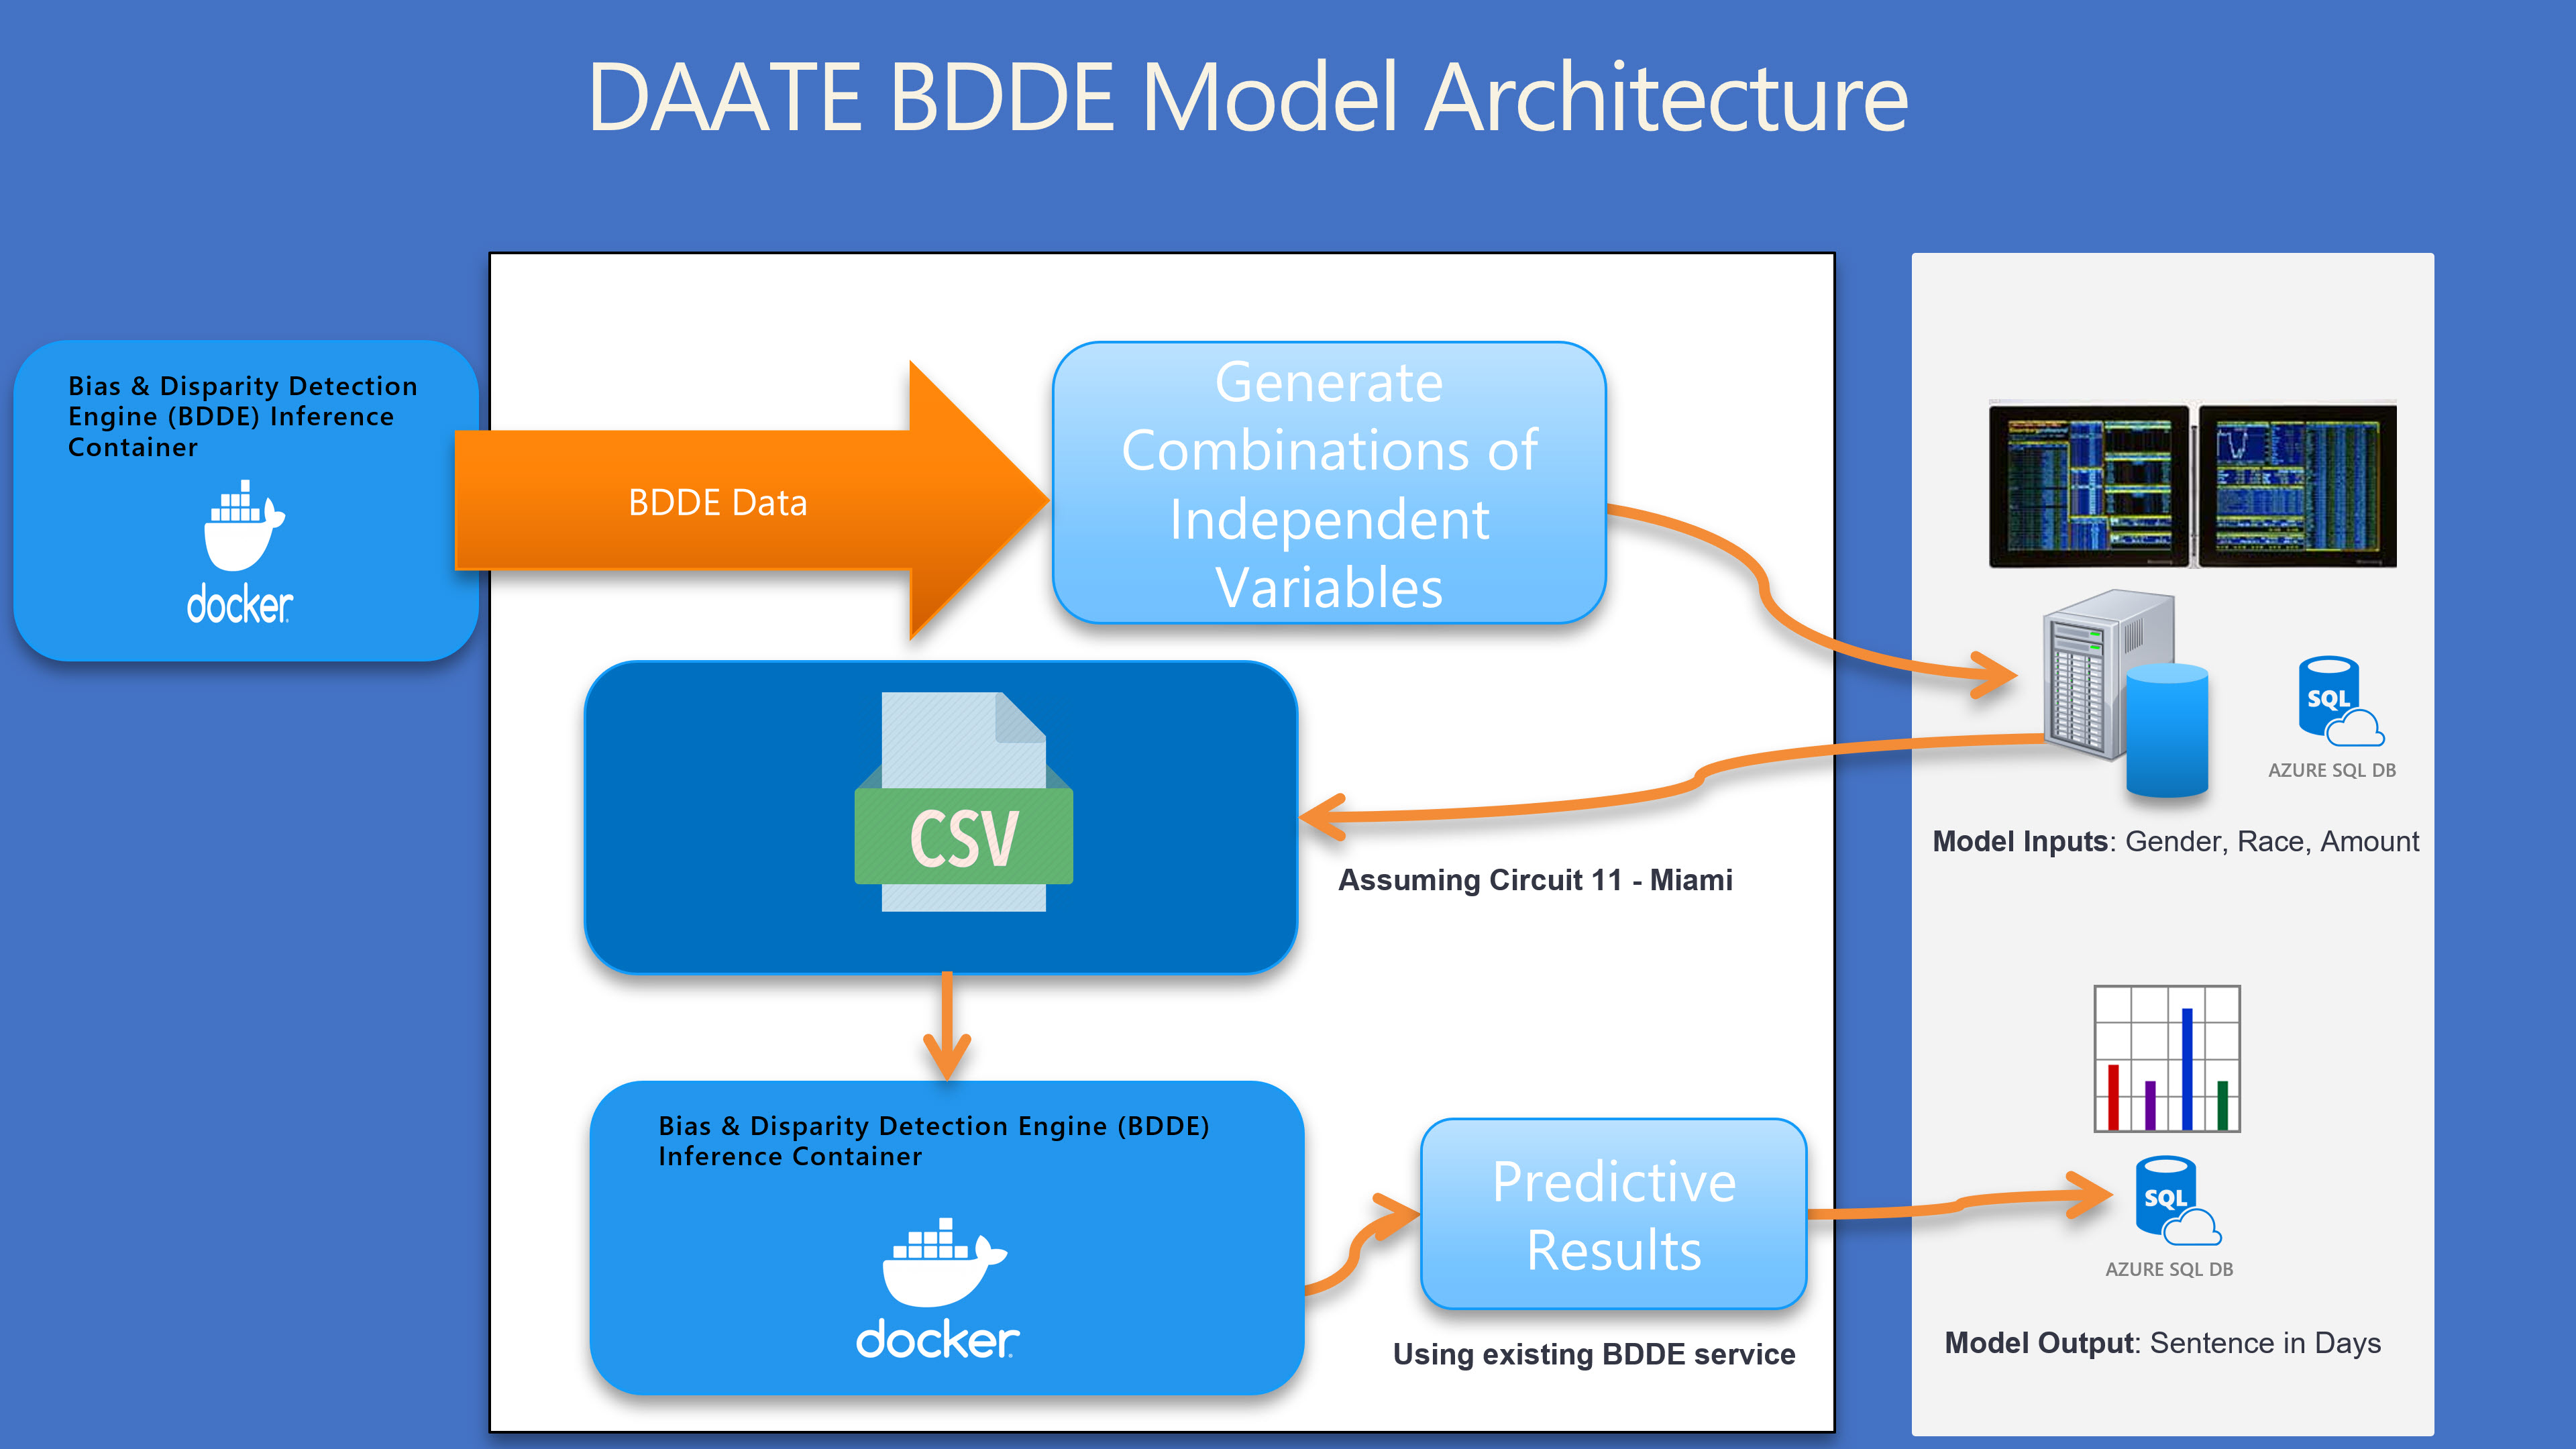 DAATE BDDE Model Architecture
Bias & Disparity Detection
Engine (BDDE) Inference
Container
docker
BDDE Data
Generate
Combinations of
Independent
Variables
SQL
AZURE SQL DB
Model Inputs: Gender, Race, Amount
CSV
Assuming Circuit 11 - Miami
Bias & Disparity Detection Engine (BDDE)
Inference Container
docker
Predictive
Results
Using existing BDDE service
SQL
AZURE SQL DB
Model Output: Sentence in Days